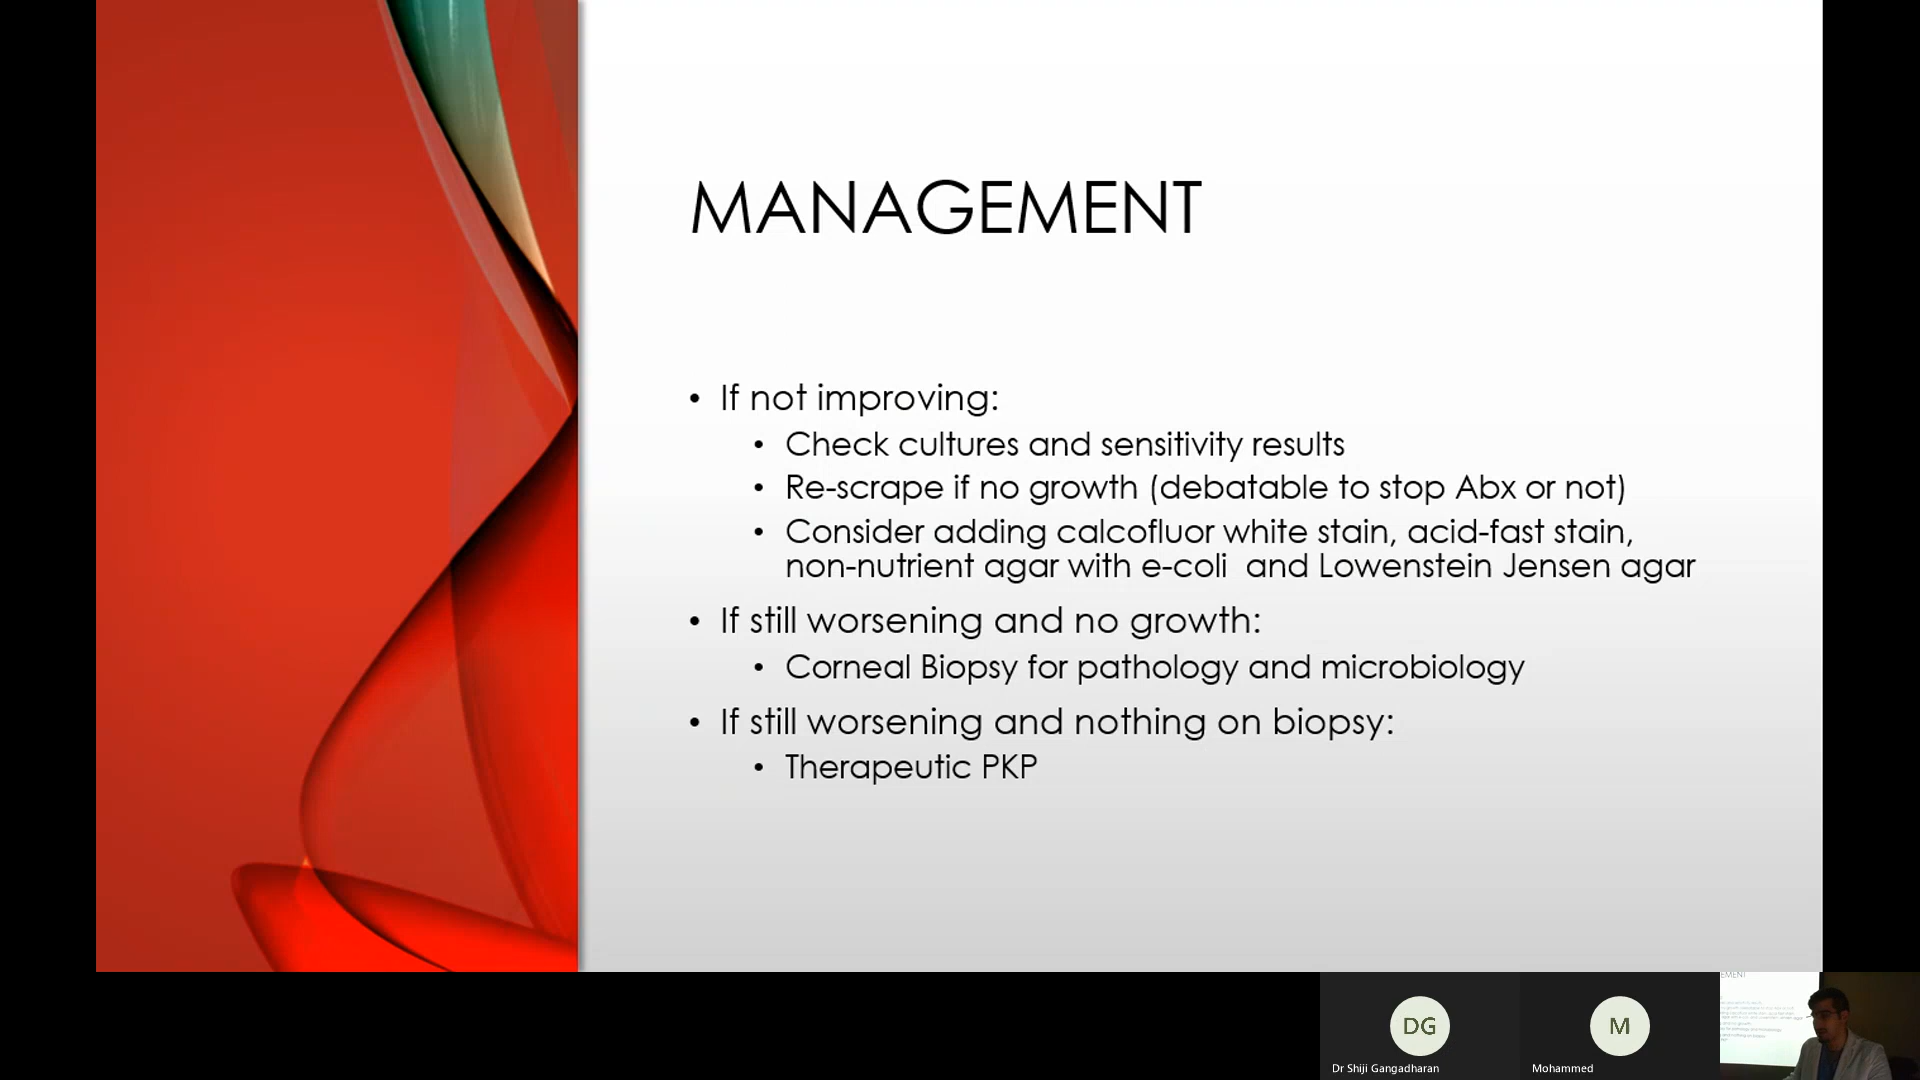 MANAGEMENT
• If not improving:
• Check cultures and sensitivity results
• Re-scrape if no growth (debatable to stop Abx or not)
• Consider adding calcofluor white stain, acid-fast stain,
non-nutrient agar with e-coli  and Lowenstein Jensen agar
• If still worsening and no growth:
• Corneal Biopsy for pathology and microbiology
• If still worsening and nothing on biopsy:
• Therapeutic PKP
DG
M
Dr Shiji Gangadharan
Mohammed